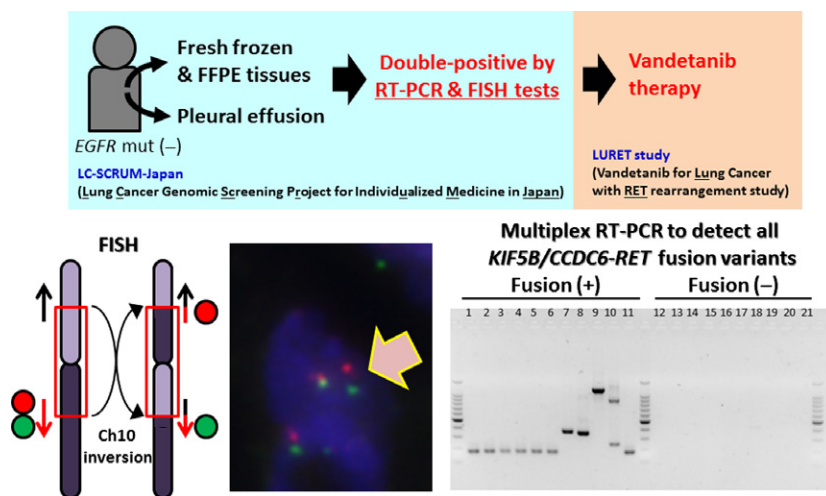 Fresh frozen
& FFPE tissues
Pleural effusion
EGFR mut (–)
Double-positive by
RT-PCR & FISH tests
Vandetanib
therapy
LC-SCRUM-Japan
(Lung Cancer Genomic Screening Project for Individualized Medicine in Japan)
LURET study
(Vandetanib for Lung Cancer
with RET rearrangement study)
FISH
Ch10
inversion
Multiplex RT-PCR to detect all
KIF5B/CCDC6-RET fusion variants
Fusion (+)
Fusion (–)
1 2 3 4 5 6 7 8 9 10 11
12 13 14 15 16 17 18 19 20 21